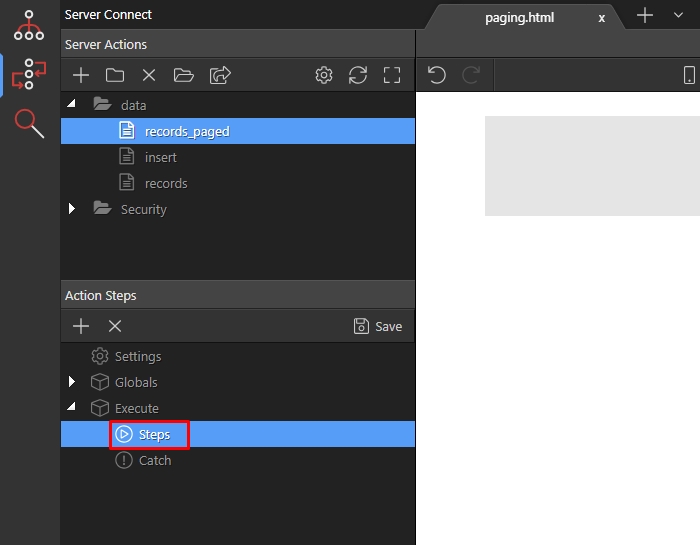 Server Connect
paging.html x
Server Actions
data
records_paged
insert
records
Security
Action Steps
Save
Settings
Globals
Execute
Steps
Catch